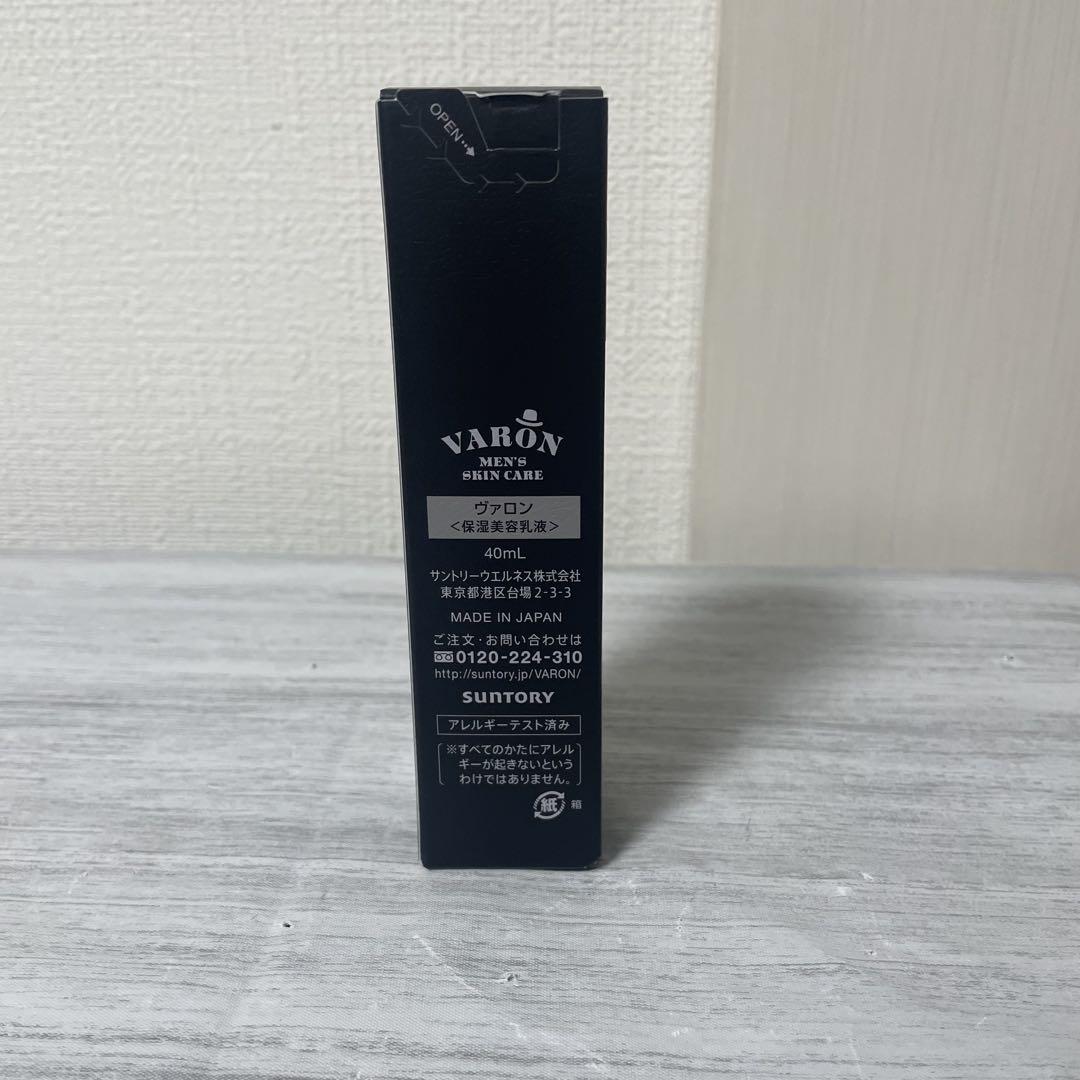 OPEN
VARON
MEN'S
SKIN CARE
ヴァロン
<保湿美容乳液>
40mL
サントリーウエルネス株式会社
東京都港区台場2-3-3
MADE IN JAPAN
ご注文・お問い合わせは
0120-224-310
http://suntory.jp/VARON/
SUNTORY
アレルギーテスト済み
※すべてのかたにアレル
ギーが起きないという
わけではありません。
紙 箱